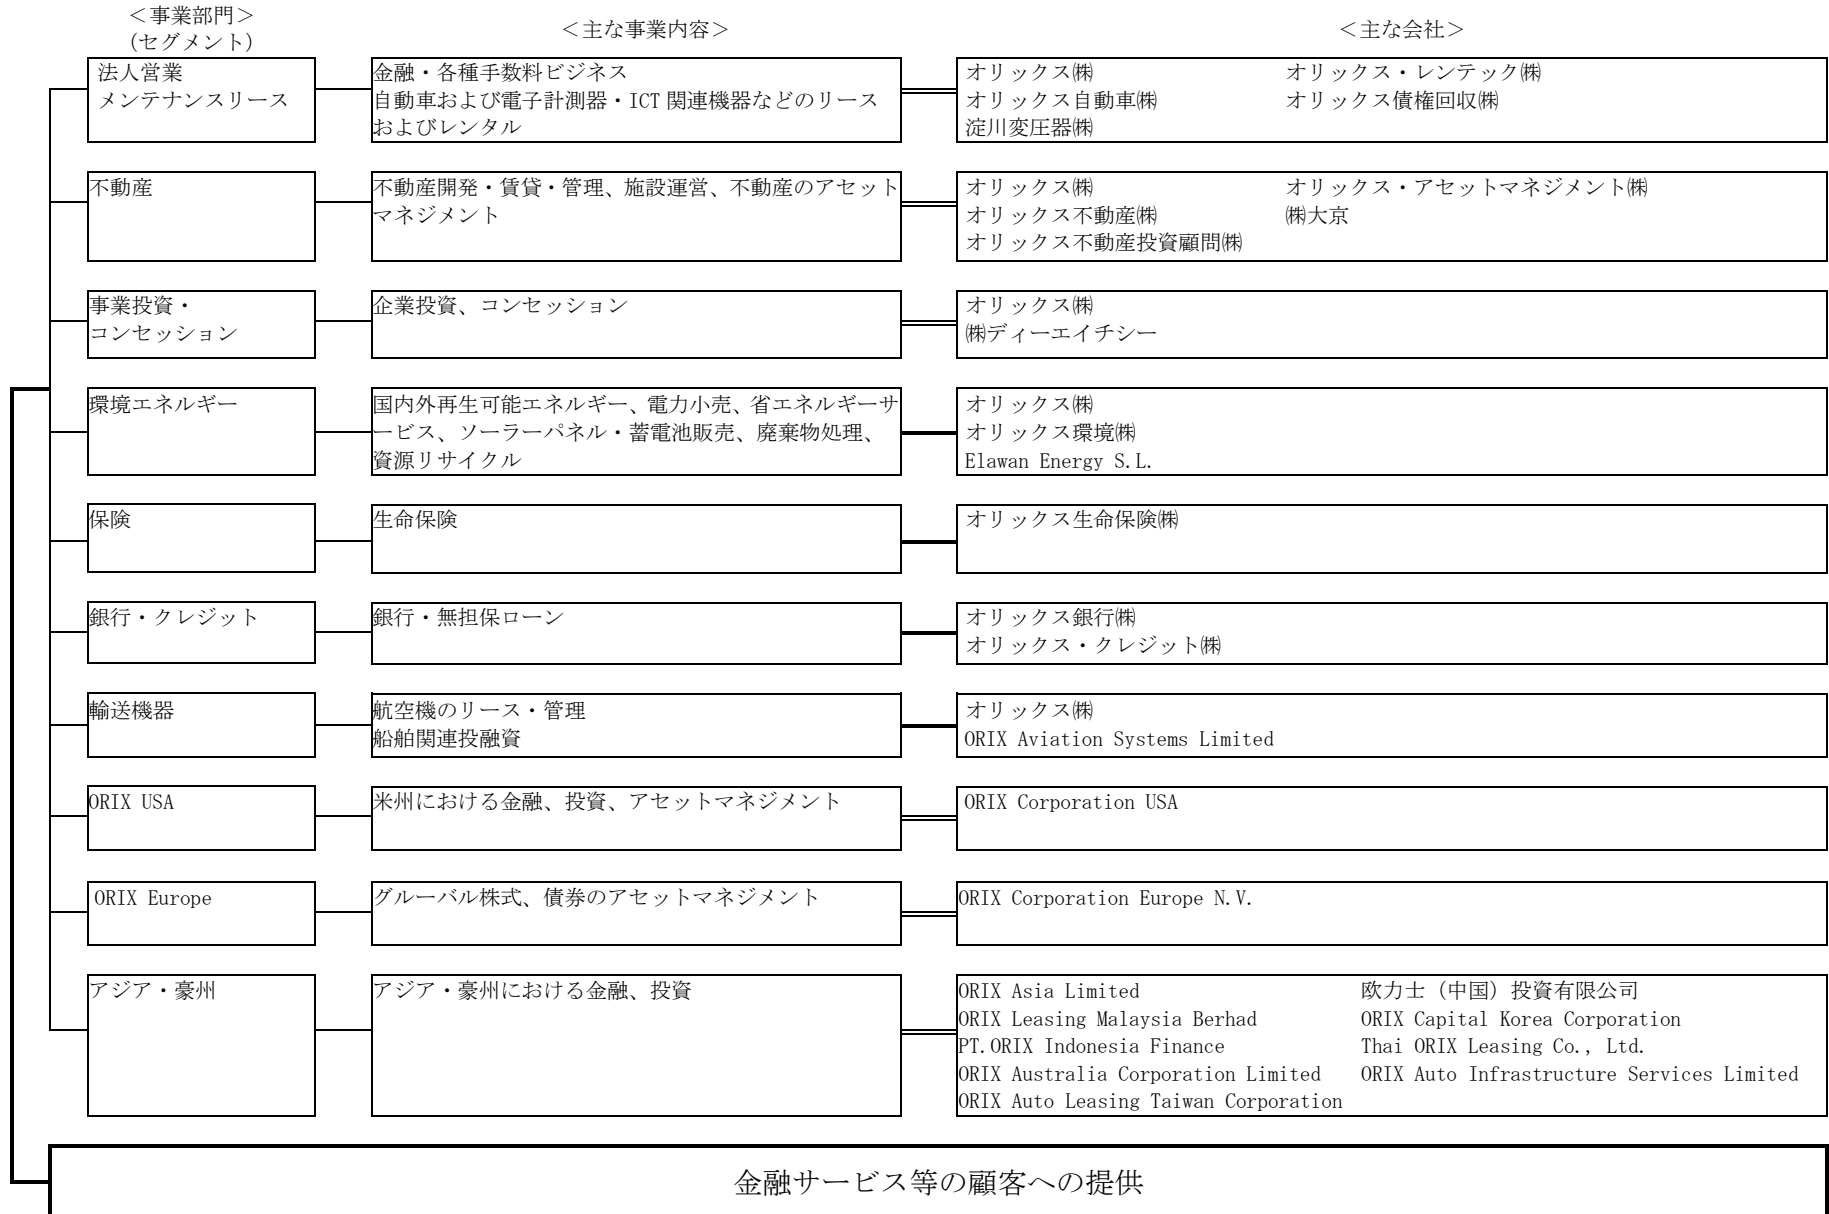 ＜事業部門＞
(セグメント)
＜主な事業内容＞
＜主な会社＞
法人営業
メンテナンスリース
金融・各種手数料ビジネス
自動車および電子計測器・ICT関連機器などのリース
およびレンタル
オリックス㈱ オリックス・レンテック㈱
オリックス自動車㈱ オリックス債権回収㈱
淀川変圧器㈱
不動産
不動産開発・賃貸・管理、施設運営、不動産のアセット
マネジメント
オリックス㈱ オリックス・アセットマネジメント㈱
オリックス不動産㈱ ㈱大京
オリックス不動産投資顧問㈱
事業投資・
コンセッション
企業投資、コンセッション
オリックス㈱
㈱ディーエイチシー
環境エネルギー
国内外再生可能エネルギー、電力小売、省エネルギーサ
ービス、ソーラーパネル・蓄電池販売、廃棄物処理、
資源リサイクル
オリックス㈱
オリックス環境㈱
Elawan Energy S.L.
保険
生命保険
オリックス生命保険㈱
銀行・クレジット
銀行・無担保ローン
オリックス銀行㈱
オリックス・クレジット㈱
輸送機器
航空機のリース・管理
船舶関連投融資
オリックス㈱
ORIX Aviation Systems Limited
ORIX USA
米州における金融、投資、アセットマネジメント
ORIX Corporation USA
ORIX Europe
グルーバル株式、債券のアセットマネジメント
ORIX Corporation Europe N.V.
アジア・豪州
アジア・豪州における金融、投資
ORIX Asia Limited 欧力士（中国）投資有限公司
ORIX Leasing Malaysia Berhad ORIX Capital Korea Corporation
PT.ORIX Indonesia Finance Thai ORIX Leasing Co., Ltd.
ORIX Australia Corporation Limited ORIX Auto Infrastructure Services Limited
ORIX Auto Leasing Taiwan Corporation
金融サービス等の顧客への提供